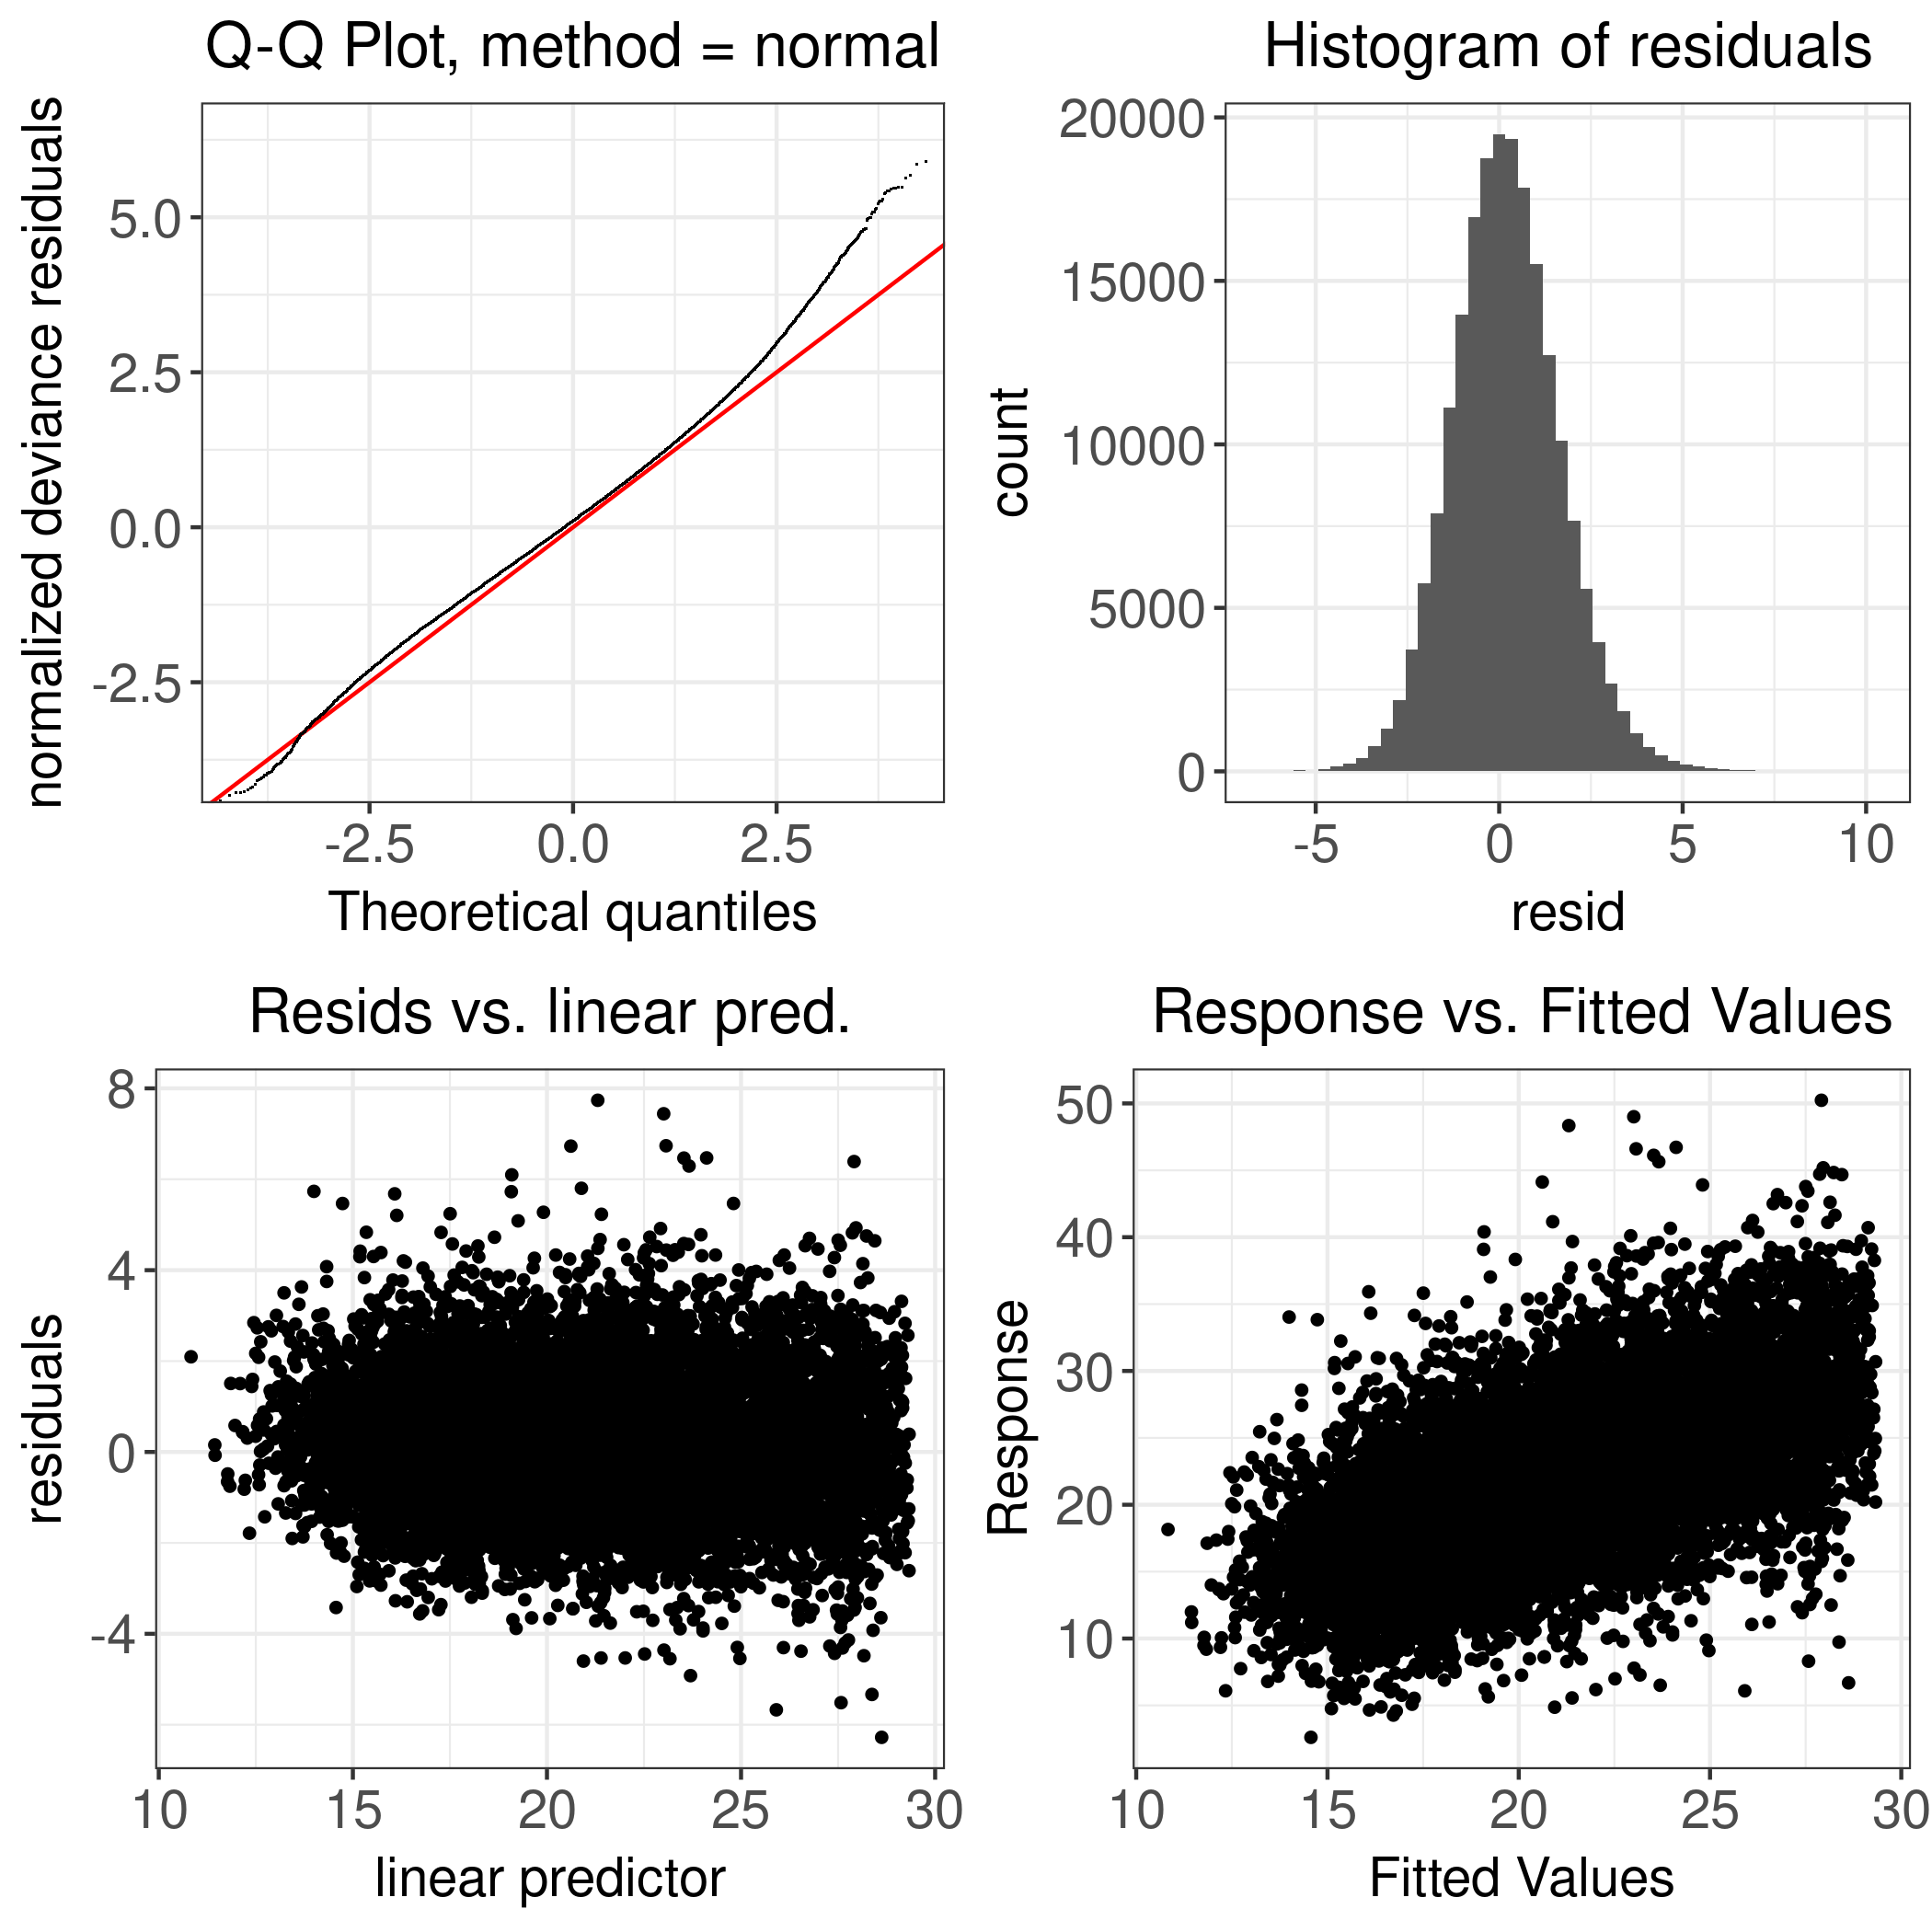 Q-Q Plot, method = normal
normalized deviance residuals
5.0
2.5
0.0
-2.5
-2.5 0.0 2.5
Theoretical quantiles
Histogram of residuals
count
20000
15000
10000
5000
0
-5 0 5 10
resid
Resids vs. linear pred.
residuals
8
4
0
-4
10 15 20 25 30
linear predictor
Response vs. Fitted Values
Response
50
40
30
20
10
10 15 20 25 30
Fitted Values